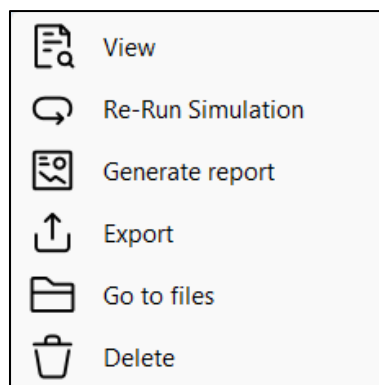 View
Re-Run Simulation
Generate report
Export
Go to files
Delete